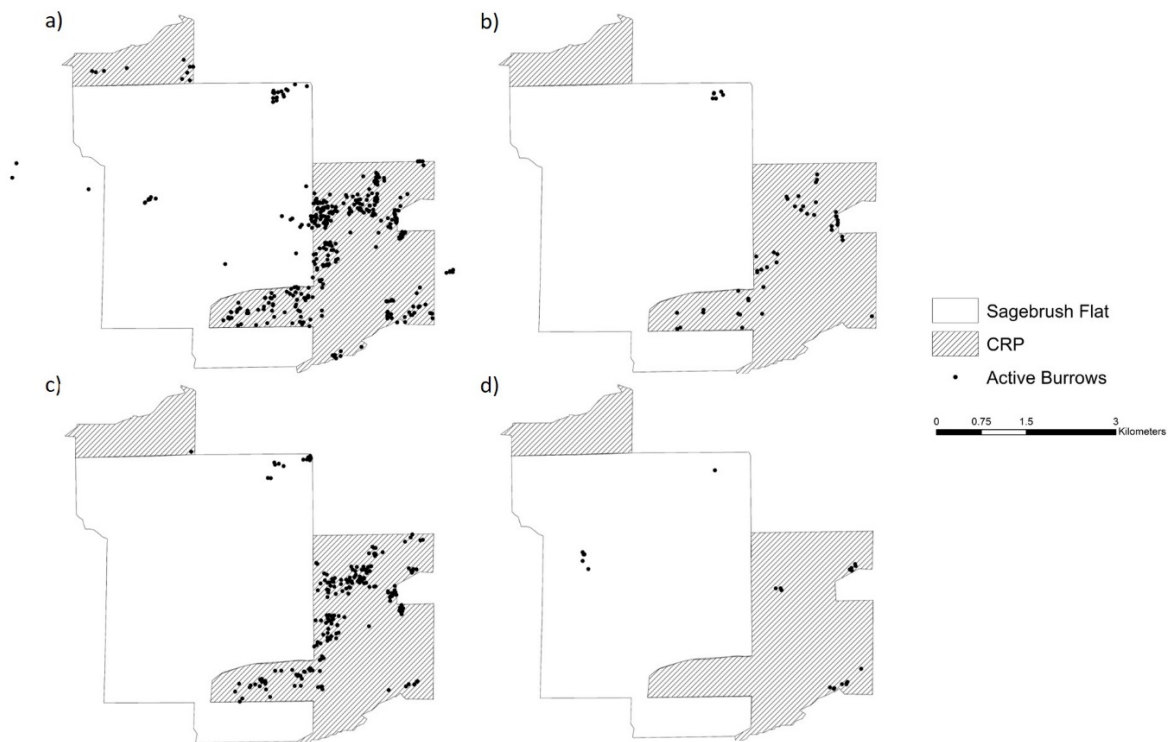 a)
b)
c)
d)
Sagebrush Flat
CRP
Active Burrows
0 0.75 1.5 3
Kilometers